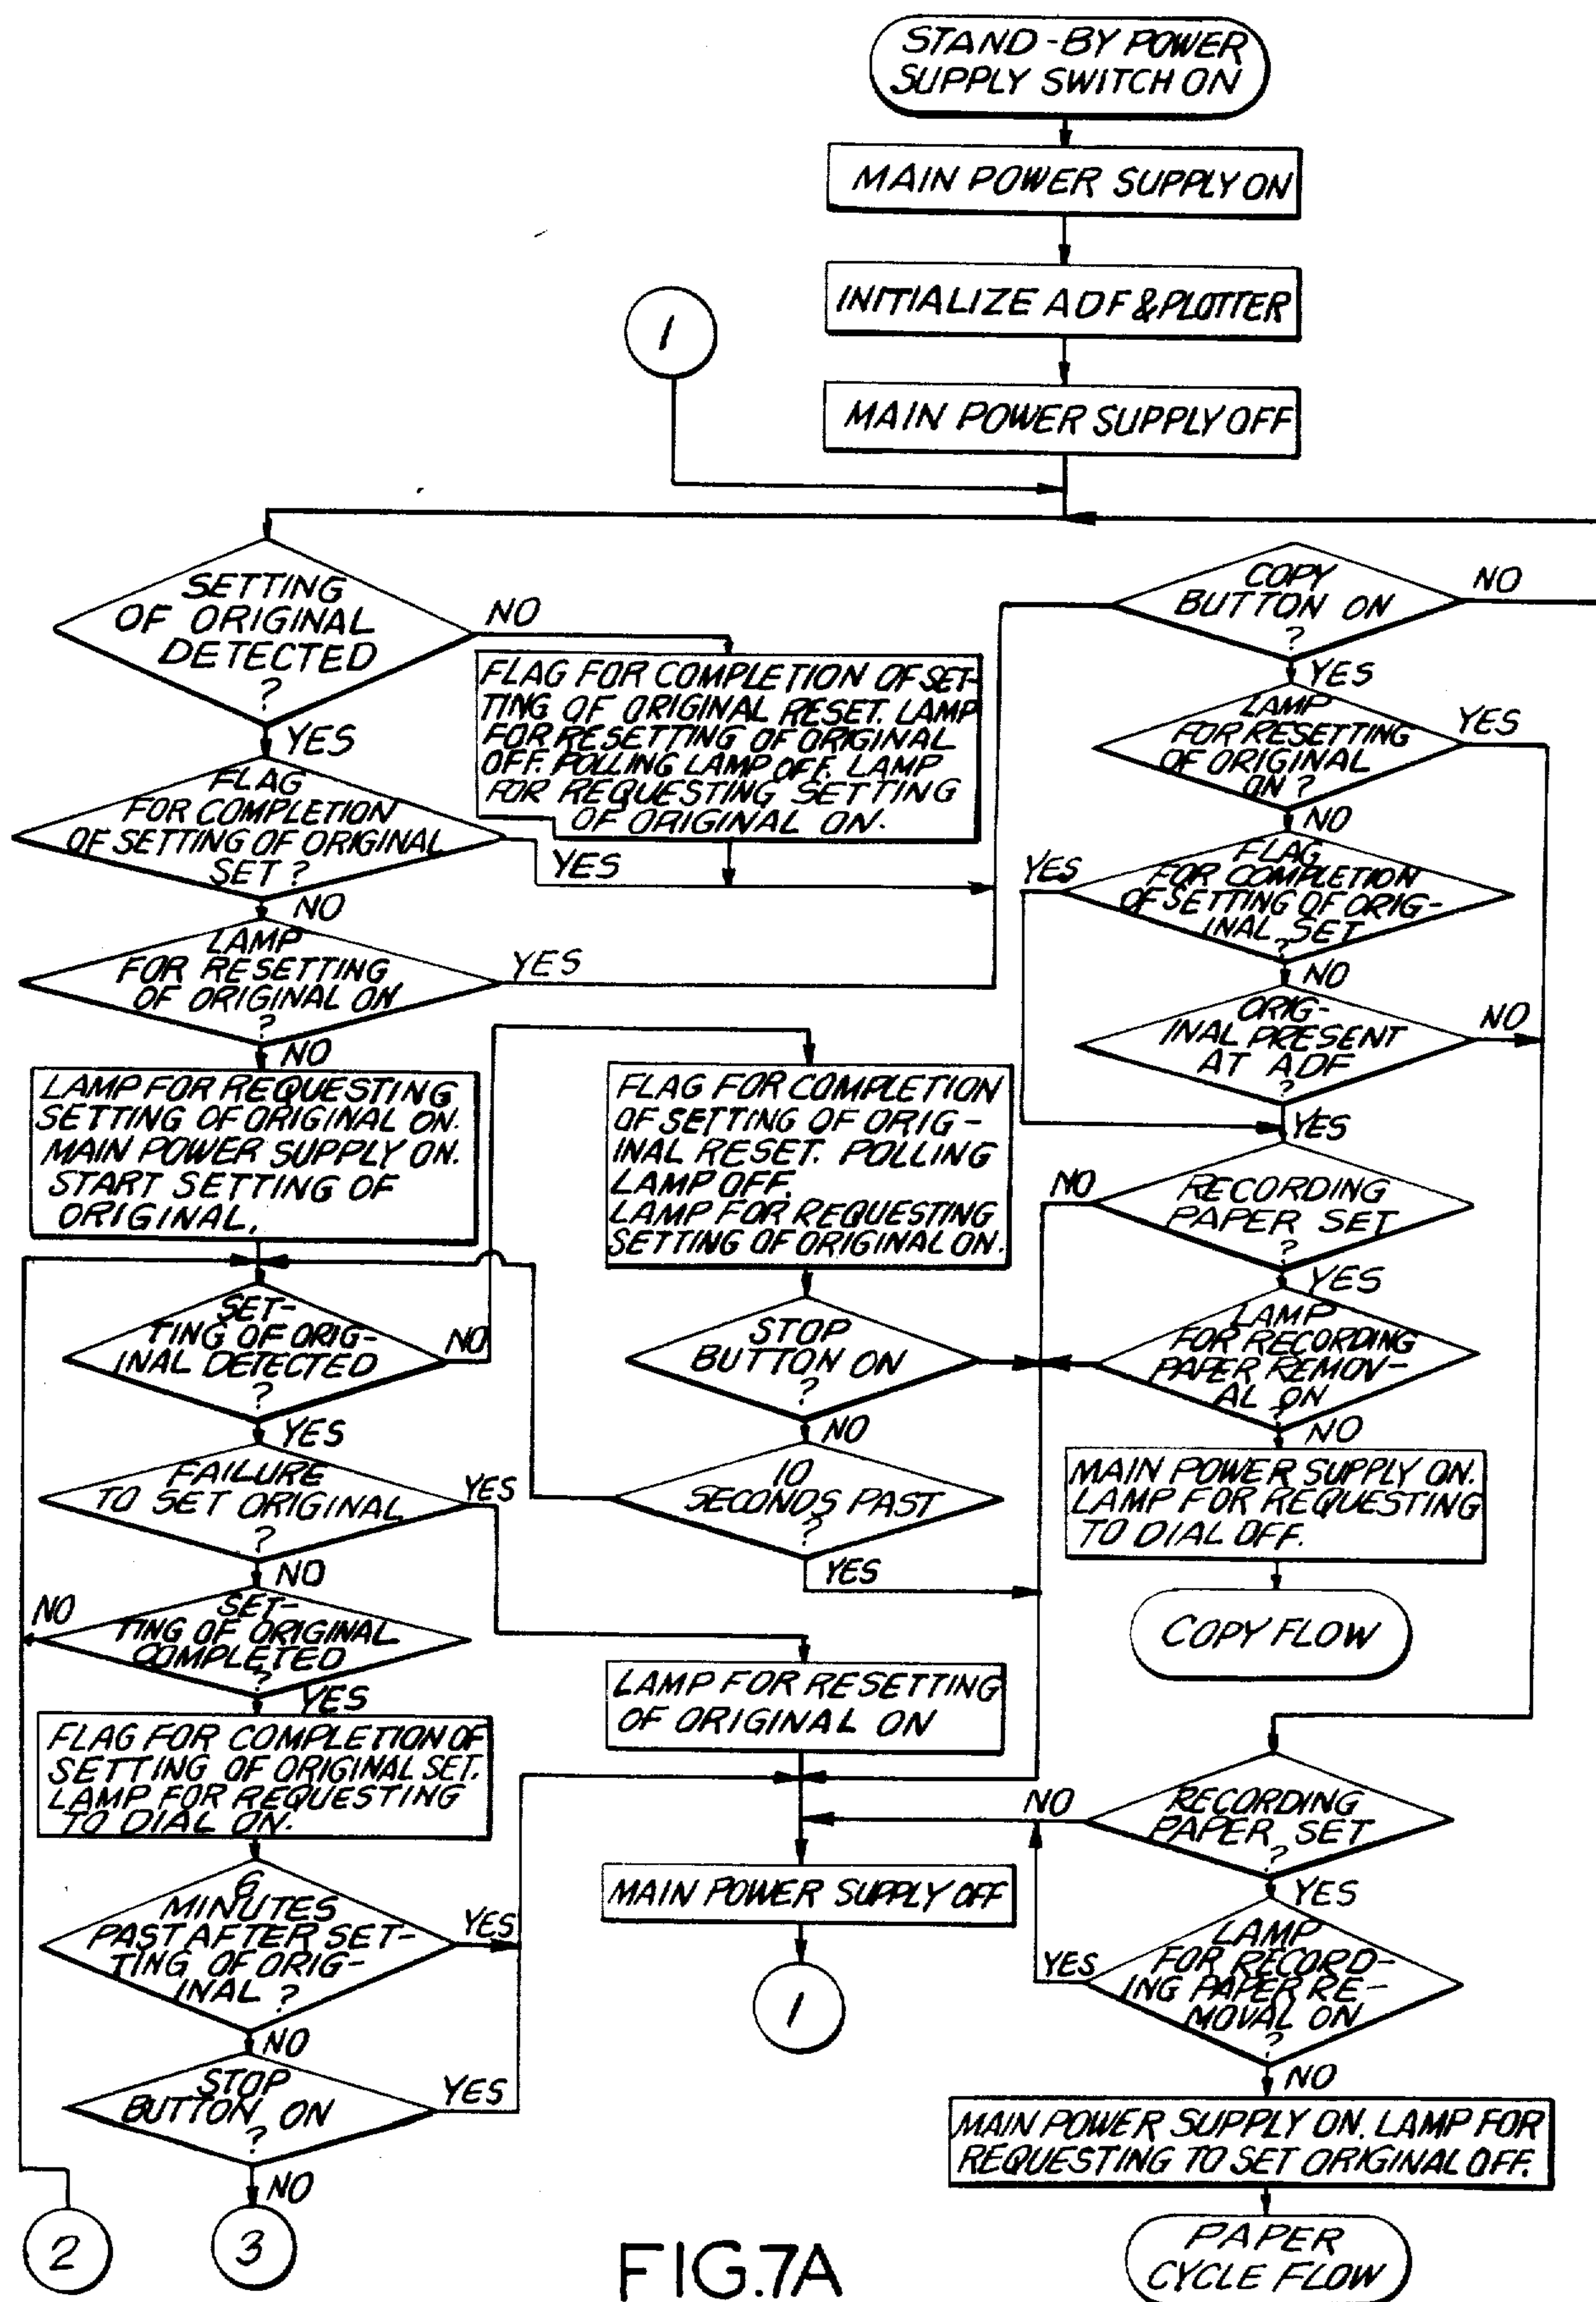 STAND-BY POWER
SUPPLY SWITCH ON
MAIN POWER SUPPLY ON
INITIALIZE ADF & PLOTTER
1
MAIN POWER SUPPLY OFF
SETTING
OF ORIGINAL
DETECTED
?
NO
YES
FLAG FOR COMPLETION OF SET-
TING OF ORIGINAL RESET. LAMP
FOR RESETTING OF ORIGINAL
OFF. POLLING LAMP OFF. LAMP
FOR REQUESTING SETTING
OF ORIGINAL ON.
FLAG
FOR COMPLETION
OF SETTING OF ORIGINAL
SET ?
YES
NO
LAMP
FOR RESETTING
OF ORIGINAL ON
?
YES
NO
LAMP FOR REQUESTING
SETTING OF ORIGINAL ON.
MAIN POWER SUPPLY ON.
START SETTING OF
ORIGINAL.
SET-
TING OF ORIG-
INAL DETECTED
?
NO
YES
FAILURE
TO SET ORIGINAL
?
YES
NO
SET-
TING OF ORIGINAL
COMPLETED
?
NO
YES
FLAG FOR COMPLETION OF
SETTING OF ORIGINAL SET.
LAMP FOR REQUESTING
TO DIAL ON.
6
MINUTES
PAST AFTER SET-
TING OF ORIG-
INAL ?
YES
NO
STOP
BUTTON ON
?
YES
NO
2
3
FLAG FOR COMPLETION
OF SETTING OF ORIG-
INAL RESET. POLLING
LAMP OFF.
LAMP FOR REQUESTING
SETTING OF ORIGINAL ON.
STOP
BUTTON ON
?
NO
10
SECONDS PAST
?
YES
LAMP FOR RESETTING
OF ORIGINAL ON
MAIN POWER SUPPLY OFF
1
COPY
BUTTON ON
?
NO
YES
LAMP
FOR RESETTING
OF ORIGINAL
ON ?
YES
NO
FLAG
FOR COMPLETION
OF SETTING OF ORIG-
INAL SET
?
YES
NO
ORIG-
INAL PRESENT
AT ADF
?
NO
YES
RECORDING
PAPER SET
?
NO
YES
LAMP
FOR RECORDING
PAPER REMOV-
AL ON
?
NO
MAIN POWER SUPPLY ON.
LAMP FOR REQUESTING
TO DIAL OFF.
COPY FLOW
RECORDING
PAPER SET
?
NO
YES
LAMP
FOR RECORD-
ING PAPER RE-
MOVAL ON
?
YES
NO
MAIN POWER SUPPLY ON. LAMP FOR
REQUESTING TO SET ORIGINAL OFF.
PAPER
CYCLE FLOW
FIG.7A